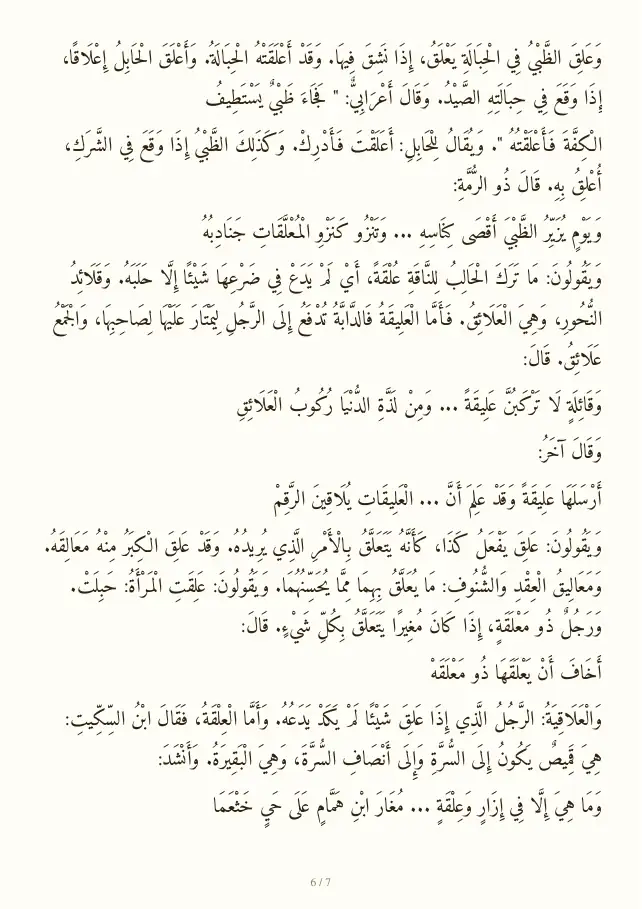 وَعَلِقَ الظَّبْيُ فِي الْحِبَالَةِ يَعْلَقُ، إِذَا نَشِقَ فِيهَا. وَقَدْ أَعْلَقَتْهُ الْحِبَالَةُ. وَأَعْلَقَ الْحَابِلُ إِعْلَاقًا،
إِذَا وَقَعَ فِي حِبَالَتِهِ الصَّيْدُ. وَقَالَ أَعْرَابِيٌّ: " فَجَاءَ ظَبْيٌ يَسْتَطِيفُ
الْكِفَّةَ فَأَعْلَقْتُهُ ". وَيُقَالُ لِلْحَابِلِ: أَعَلَقْتَ فَأَدْرِكْ. وَكَذَلِكَ الظَّبْيُ إِذَا وَقَعَ فِي الشَّرَكِ،
أُعْلِقُ بِهِ. قَالَ ذُو الرُّمَّةِ:
وَيَوْمٍ يُزَيِّرُ الظَّبْيَ أَقْصَى كِنَاسِهِ ... وَتَنْزُو كَنَزْوِ الْمُعْلَقَاتِ جَنَادِبُهُ
وَيَقُولُونَ: مَا تَرَكَ الْحَالِبُ لِلنَّاقَةِ عُلْقَةً، أَيْ لَمْ يَدَعْ فِي ضَرْعِهَا شَيْئًا إِلَّا حَلَبَهُ. وَقَلَائِدُ
النُّحُورِ، وَهِيَ الْعَلَائِقُ. فَأَمَّا الْعَلِيقَةُ فَالدَّابَّةُ تُدْفَعُ إِلَى الرَّجُلِ لِيَمْتَارَ عَلَيْهَا لِصَاحِبِهَا، وَالْجَمْعُ
عَلَائِقُ. قَالَ:
وَقَائِلَةٍ لَا تَرْكَبُنَّ عَلِيقَةً ... وَمِنْ لَذَّةِ الدُّنْيَا رُكُوبُ الْعَلَائِقِ
وَقَالَ آخَرُ:
أَرْسَلَهَا عَلِيقَةً وَقَدْ عَلِمَ أَنَّ ... الْعَلِيقَاتِ يُلَاقِينَ الرَّقِمْ
وَيَقُولُونَ: عَلِقَ يَفْعَلُ كَذَا، كَأَنَّهُ يَتَعَلَّقُ بِالْأَمْرِ الَّذِي يُرِيدُهُ. وَقَدْ عَلِقَ الْكِبَرُ مِنْهُ مَعَالِقَهُ.
وَمَعَالِيقُ الْعِقْدِ وَالشُّنُوفِ: مَا يُعَلَّقُ بِهِمَا مِمَّا يُحَسِّنُهُمَا. وَيَقُولُونَ: عَلِقَتِ الْمَرْأَةُ: حَبِلَتْ.
وَرَجُلٌ ذُو مَعْلَقَةٍ، إِذَا كَانَ مُغِيرًا يَتَعَلَّقُ بِكُلِّ شَيْءٍ. قَالَ:
أَخَافَ أَنْ يَعْلَقَهَا ذُو مَعْلَقَهْ
وَالْعَلَاقِيَةُ: الرَّجُلُ الَّذِي إِذَا عَلِقَ شَيْئًا لَمْ يَكَدْ يَدَعُهُ. وَأَمَّا الْعِلْقَةُ، فَقَالَ ابْنُ السِّكِّيتِ:
هِيَ قَمِيصٌ يَكُونُ إِلَى السُّرَّةِ وَإِلَى أَنْصَافِ السُّرَّةَ، وَهِيَ الْبَقِيرَةُ. وَأَنْشَدَ:
وَمَا هِيَ إِلَّا فِي إِزَارٍ وَعِلْقَةٍ ... مُغَارَ ابْنِ هَمَّامٍ عَلَى حَيِّ خَثْعَمَا
6 / 7